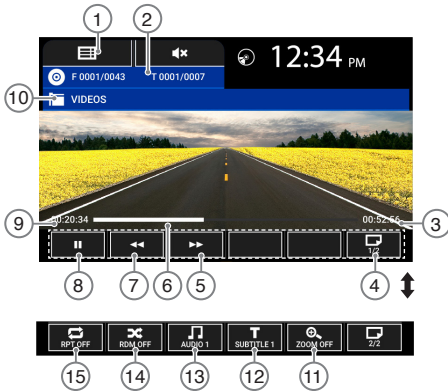 1 2
12:34 PM
F 0001/0043 T 0001/0007
10 VIDEOS
9 00:20:34 00:52:56 3
1/2
8 7 6 5 4
RPT OFF RDM OFF AUDIO 1 T SUBTITLE 1 ZOOM OFF 2/2
15 14 13 12 11